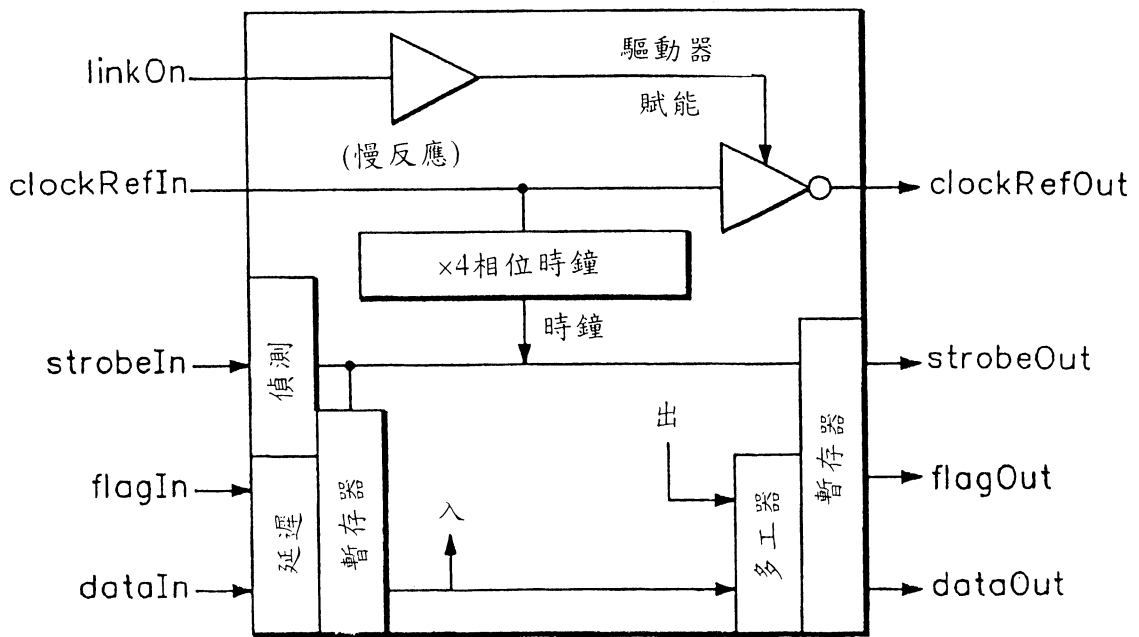 linkOn
驅動器
賦能
(慢反應)
clockRefIn
clockRefOut
×4相位時鐘
時鐘
strobeIn
偵測
strobeOut
出
flagIn
延遲
暫存器
入
多工器
暫存器
flagOut
dataIn
dataOut